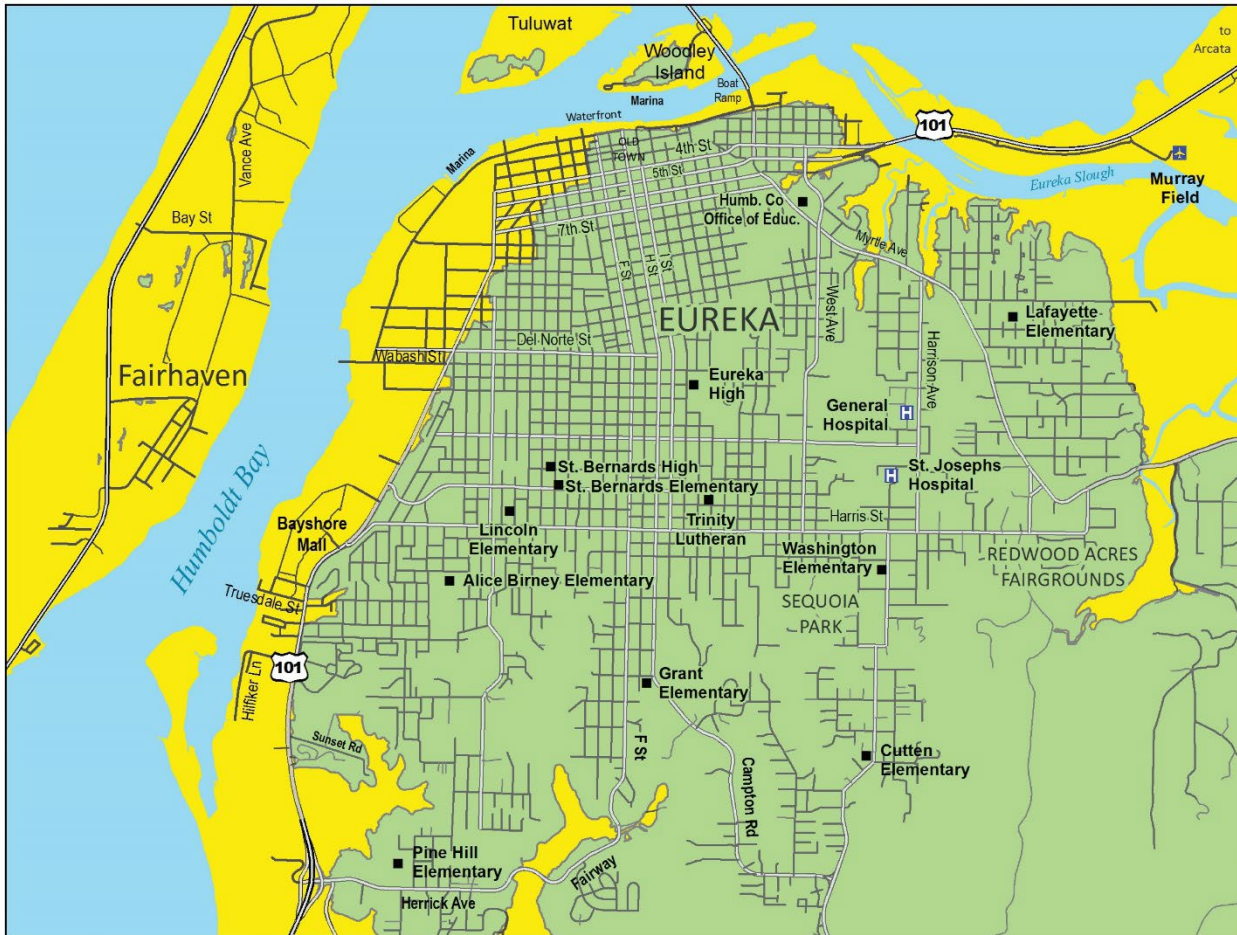 Tuluwat
Woodley
Island
to
Arcata
Marina
Boat
Ramp
Waterfront
101
Marina
OLD
TOWN
4th St
5th St
Vance Ave
Eureka Slough
Murray
Field
Humb. Co
Office of Educ.
Bay St
7th St
Myrtle Ave
F St
H St
I St
West Ave
EUREKA
Lafayette
Elementary
Del Norte St
Wabash St
Harrison Ave
Fairhaven
Eureka
High
General
Hospital
H
St. Bernards High
St. Bernards Elementary
St. Josephs
Hospital
H
Humboldt Bay
Bayshore
Mall
Lincoln
Elementary
Trinity
Lutheran
Harris St
Washington
Elementary
REDWOOD ACRES
FAIRGROUNDS
Alice Birney Elementary
Truesdale St
SEQUOIA
PARK
101
Hilfiker Ln
Grant
Elementary
Sunset Rd
F St
Campton Rd
Cutten
Elementary
Pine Hill
Elementary
Fairway
Herrick Ave